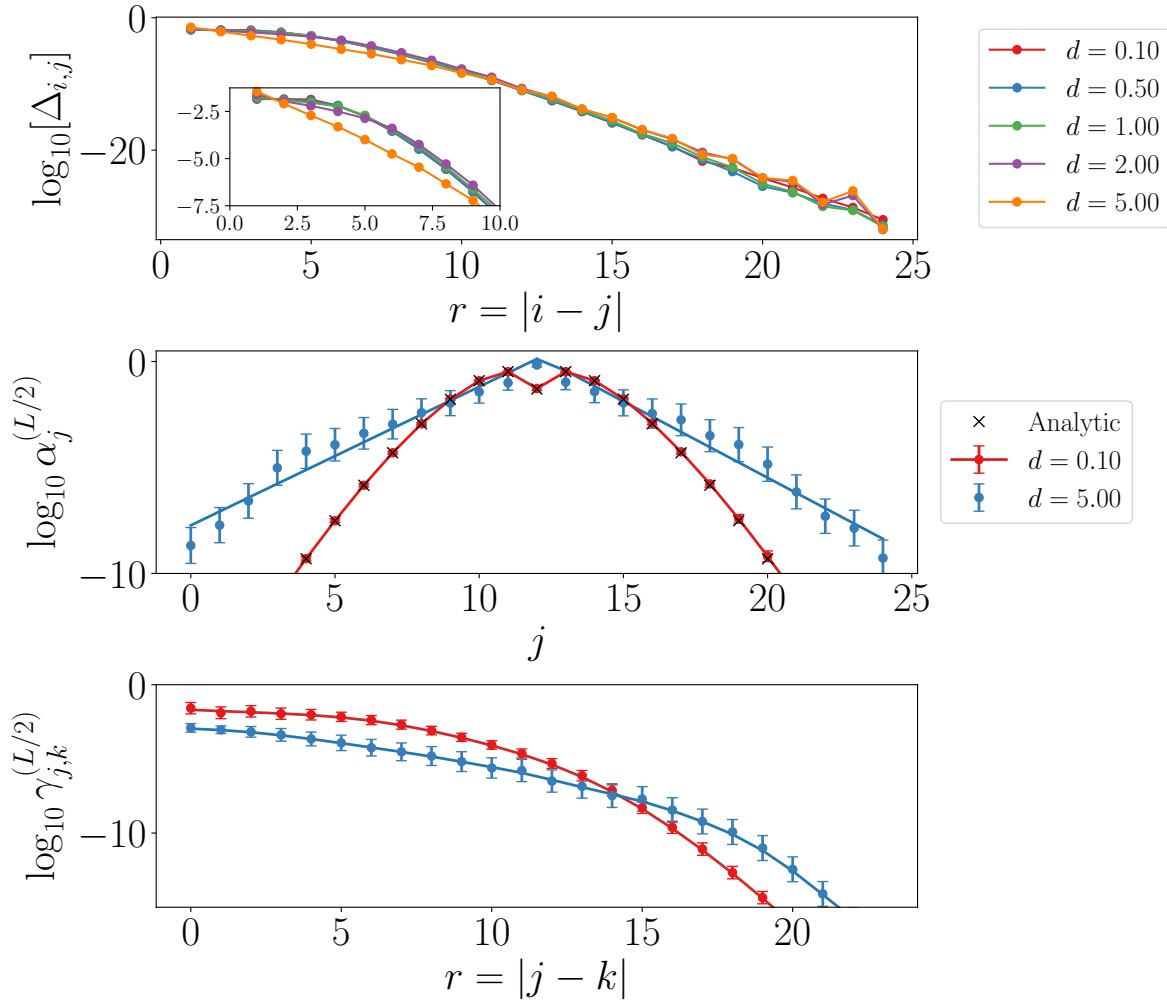 log₁₀[Δᵢ,ⱼ]
0
−20
−2.5
−5.0
−7.5
0.0 2.5 5.0 7.5 10.0
0 5 10 15 20 25
r = |i − j|
d = 0.10
d = 0.50
d = 1.00
d = 2.00
d = 5.00
log₁₀ αⱼ^(L/2)
0
−10
0 5 10 15 20 25
j
Analytic
d = 0.10
d = 5.00
log₁₀ γⱼ,ₖ^(L/2)
0
−10
0 5 10 15 20
r = |j − k|